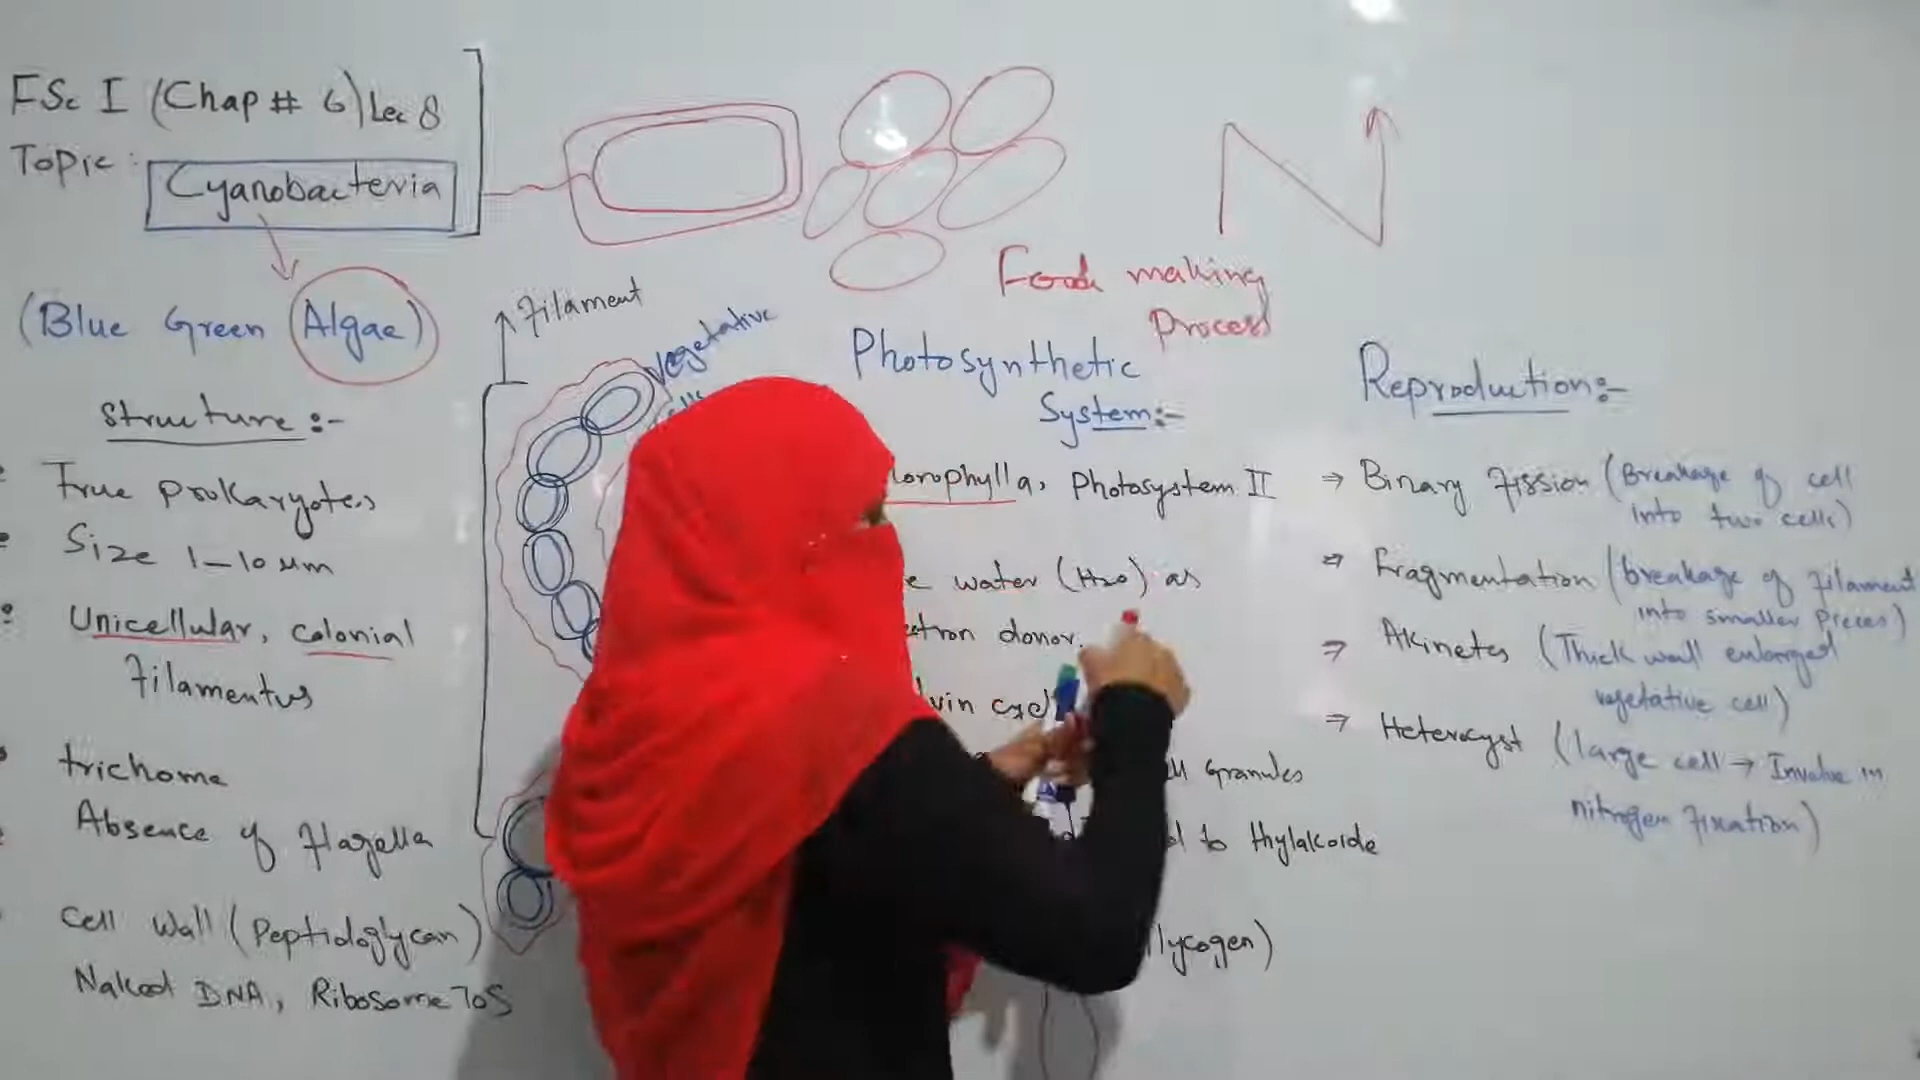 FSc I (Chap # 6) Lec 8
Topic:
Cyanobacteria
(Blue Green Algae)
Structure:-
True prokaryotes
Size 1-10 μm
Unicellular, colonial
Filamentus
trichome
Absence of flagella
Cell wall (Peptidoglycan)
Naked DNA, Ribosome 70S
Filament
Vegetative
N
Food making
Process
Photosynthetic
System:-
Photosystem II
water (H2O) as
donor.
Granules
to thylakoide
Reproduction:-
⇒ Binary Fission (Breakage of cell
into two cells)
⇒ Fragmentation (breakage of filament
into smaller pieces)
⇒ Akinetes (Thick wall enlarged
vegetative cell)
⇒ Heterocyst (large cell → Involve in
nitrogen fixation)